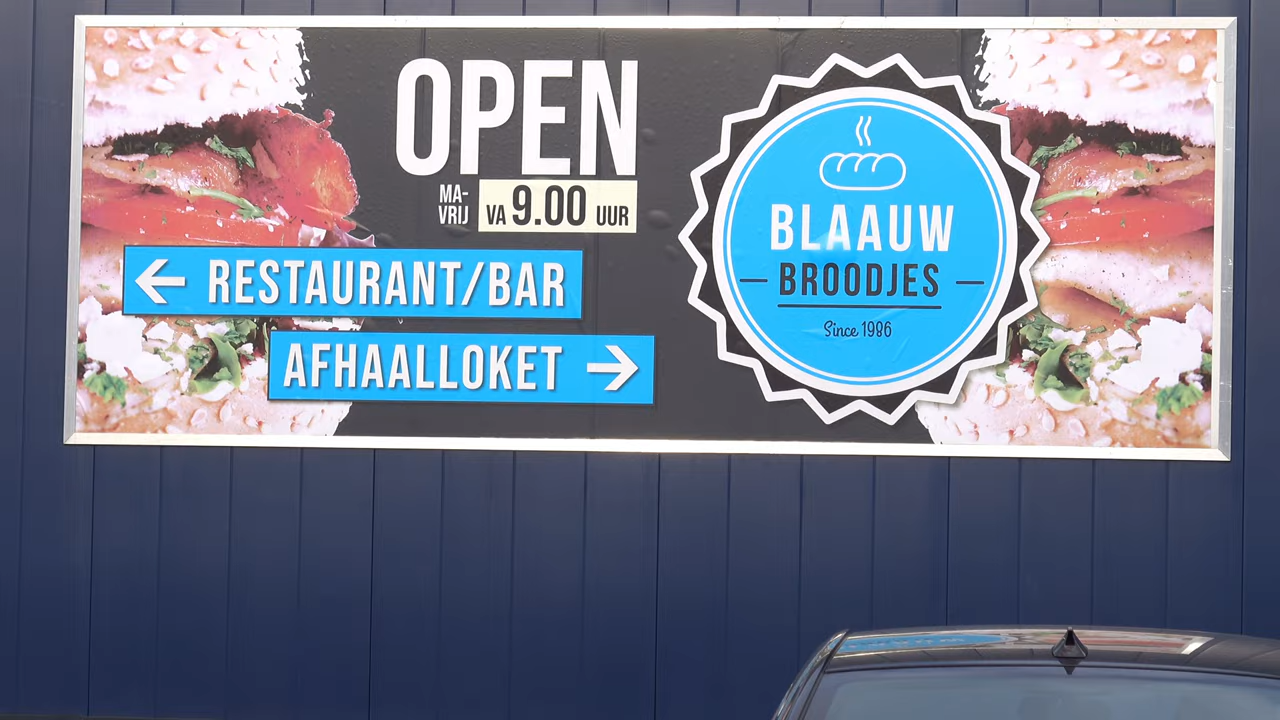 OPEN
MA-
VRIJ
VA 9.00 UUR
← RESTAURANT/BAR
AFHAALLOKET →
BLAAUW
– BROODJES –
Since 1986